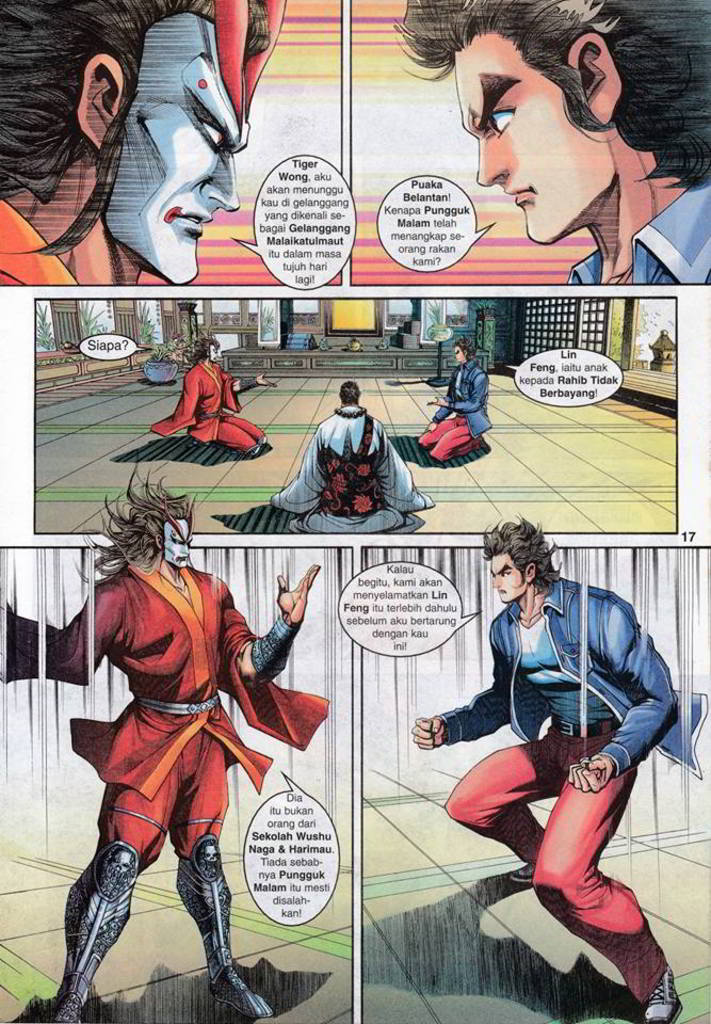 Tiger
Wong, aku
akan menunggu
kau di gelanggang
yang dikenali se-
bagai Gelanggang
Malaikatulmaut
itu dalam masa
tujuh hari
lagi!
Puaka
Belantan!
Kenapa Pungguk
Malam telah
menangkap se-
orang rakan
kami?
Siapa?
Lin
Feng, iaitu anak
kepada Rahib Tidak
Berbayang!
17
Dia
itu bukan
orang dari
Sekolah Wushu
Naga & Harimau.
Tiada sebab-
nya Pungguk
Malam itu mesti
disalah-
kan!
Kalau
begitu, kami akan
menyelamatkan Lin
Feng itu terlebih dahulu
sebelum aku bertarung
dengan kau
ini!